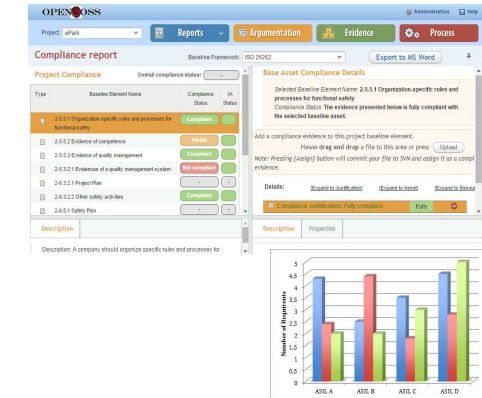 OPENCOSS
Administration Help
Project ePark Reports Argumentation Evidence Process
Compliance report
Baseline Framework: ISO 26262
Export to MS Word
Project Compliance
Overall compliance status: -
Type Baseline Element Name Compliance Status IA Status
2-5.5.1 Organization-specific rules and processes for functional safety Compliant
2-5.5.2 Evidence of competence Partial
2-5.5.3 Evidence of quality management Compliant
2-6.3.2.1 Evidence of a quality management system Not compliant
2-6.3.2.1 Project Plan - -
2-6.3.2.2 Other safety activities Compliant
2-6.5.1 Safety Plan - -
Description
Description: A company should organize specific rules and processes for
Base Asset Compliance Details
Selected Baseline Element Name: 2-5.5.1 Organization-specific rules and
processes for functional safety
Compliance Status: The evidence presented below is fully compliant with
the selected baseline asset.
Add a compliance evidence to this project baseline element.
Please drag and drop a file to this area or press Upload
Note: Pressing [Assign] button will commit your file to SVN and assign it as a compl
evidence.
Details: [Expand to Justification] [Expand to Asset] [Expand to Resou
Compliance Justification: Fully compliant. Fully
Description Properties
Number of Requirents
5
4.5
4
3.5
3
2.5
2
1.5
1
0.5
0
ASIL A ASIL B ASIL C ASIL D